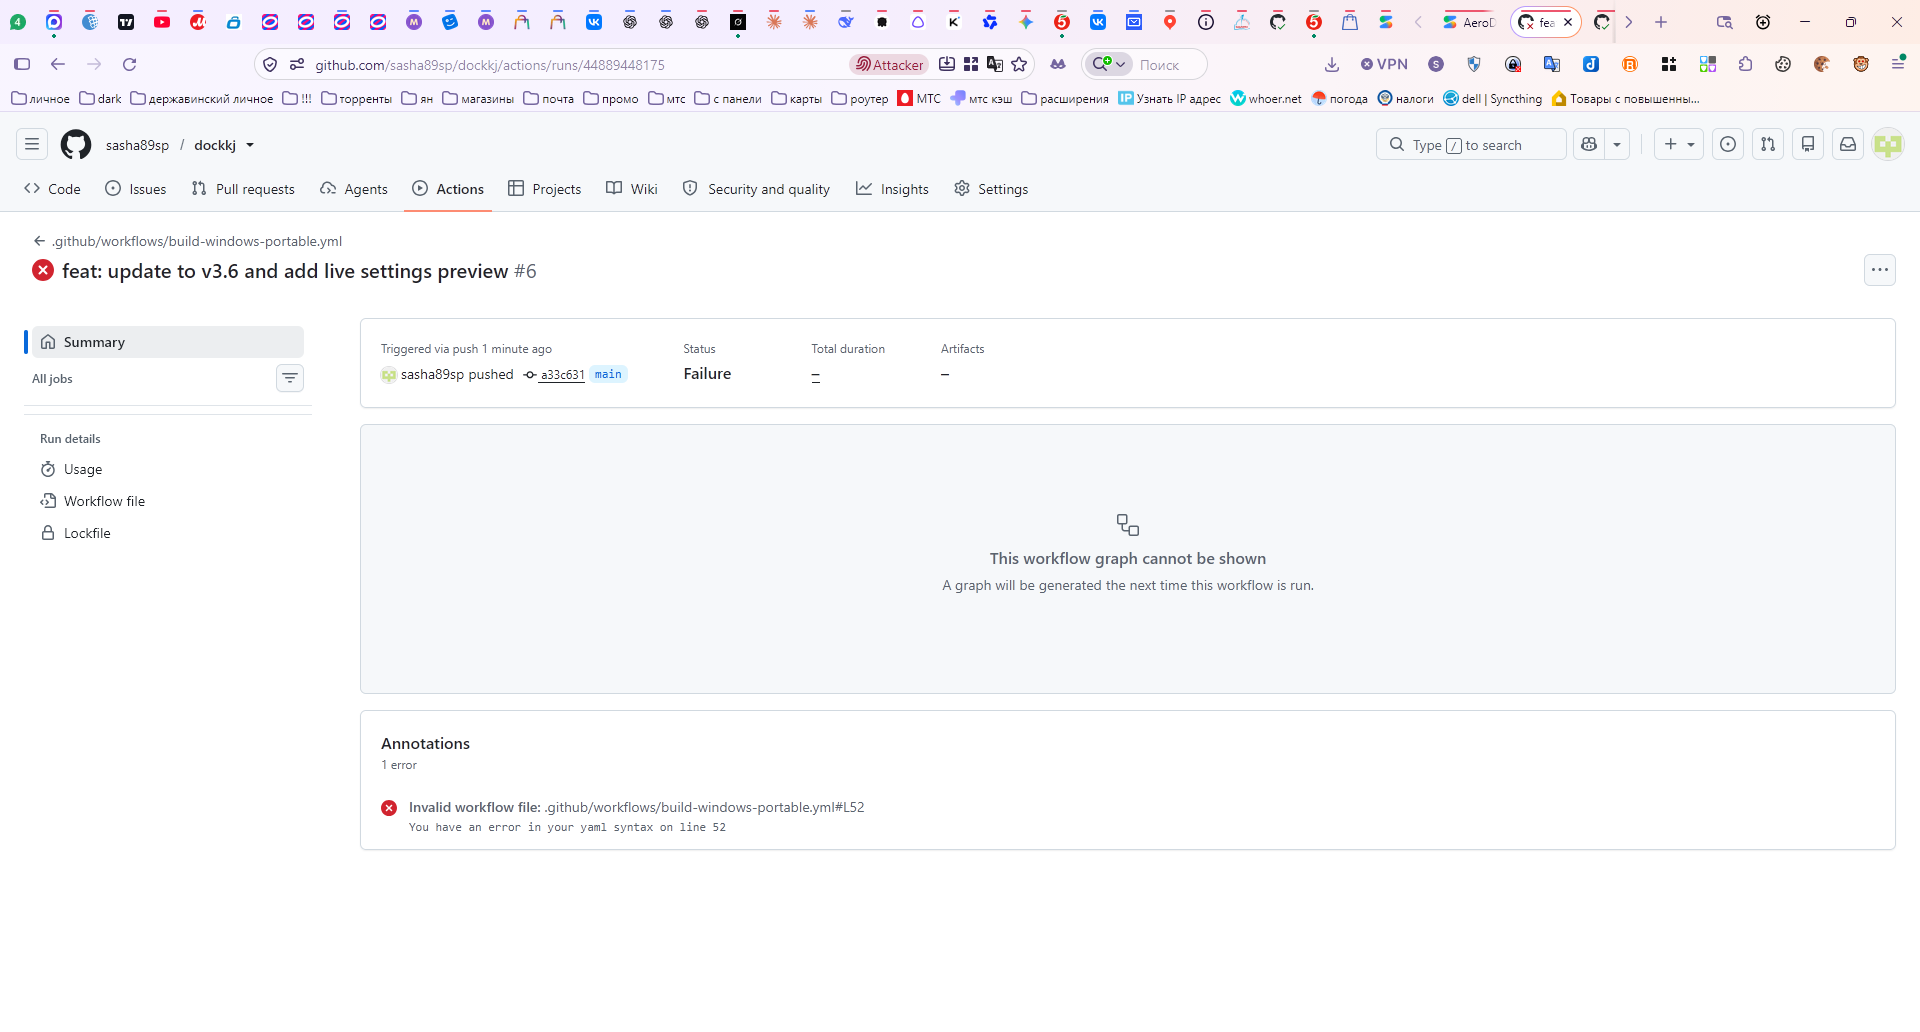 4
AeroD
fea
github.com/sasha89sp/dockkj/actions/runs/44889448175
Attacker
Поиск
VPN
личное
dark
державинский личное
!!!
торренты
ян
магазины
почта
промо
мтс
с панели
карты
роутер
МТС
мтс кэш
расширения
Узнать IP адрес
whoer.net
погода
налоги
dell | Syncthing
Товары с повышенны...
sasha89sp / dockkj
Type / to search
Code
Issues
Pull requests
Agents
Actions
Projects
Wiki
Security and quality
Insights
Settings
.github/workflows/build-windows-portable.yml
feat: update to v3.6 and add live settings preview #6
Summary
All jobs
Run details
Usage
Workflow file
Lockfile
Triggered via push 1 minute ago
sasha89sp pushed a33c631 main
Status
Failure
Total duration
–
Artifacts
–
This workflow graph cannot be shown
A graph will be generated the next time this workflow is run.
Annotations
1 error
Invalid workflow file: .github/workflows/build-windows-portable.yml#L52
You have an error in your yaml syntax on line 52